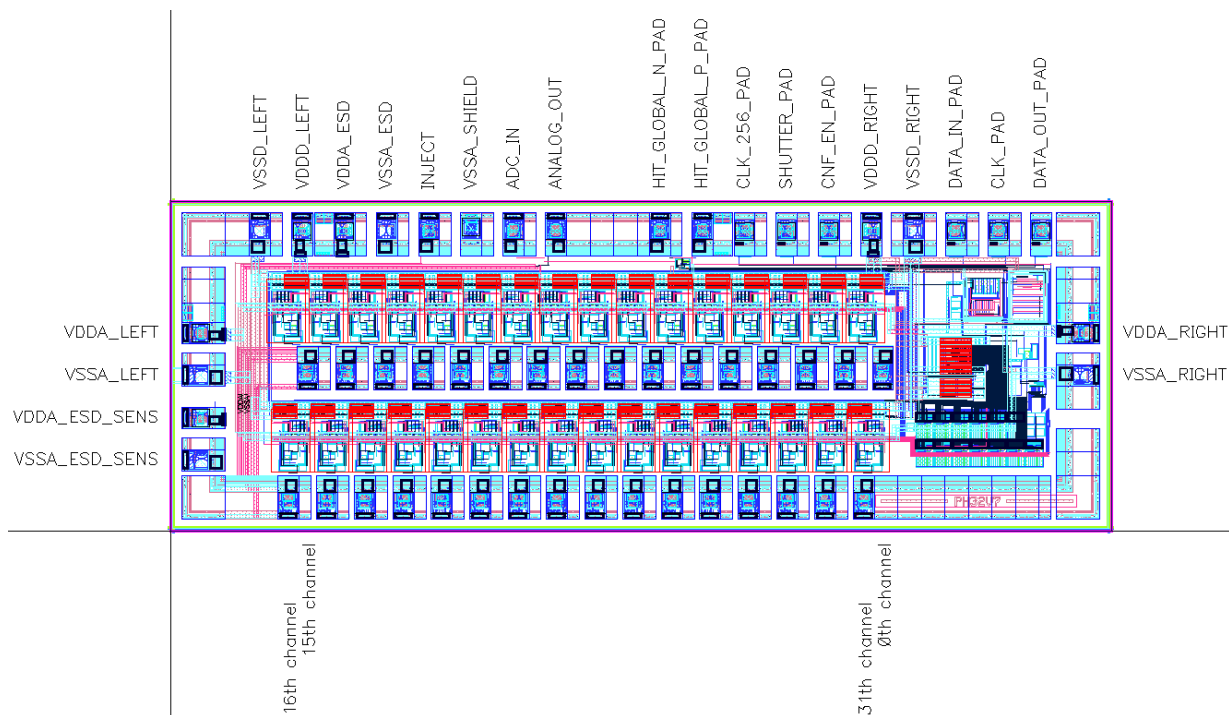 VSSD_LEFT
VDDD_LEFT
VDDA_ESD
VSSA_ESD
INJECT
VSSA_SHIELD
ADC_IN
ANALOG_OUT
HIT_GLOBAL_N_PAD
HIT_GLOBAL_P_PAD
CLK_256_PAD
SHUTTER_PAD
CNF_EN_PAD
VDDD_RIGHT
VSSD_RIGHT
DATA_IN_PAD
CLK_PAD
DATA_OUT_PAD
VDDA_LEFT
VSSA_LEFT
VDDA_ESD_SENS
VSSA_ESD_SENS
VDDA_RIGHT
VSSA_RIGHT
16th channel
15th channel
31th channel
0th channel